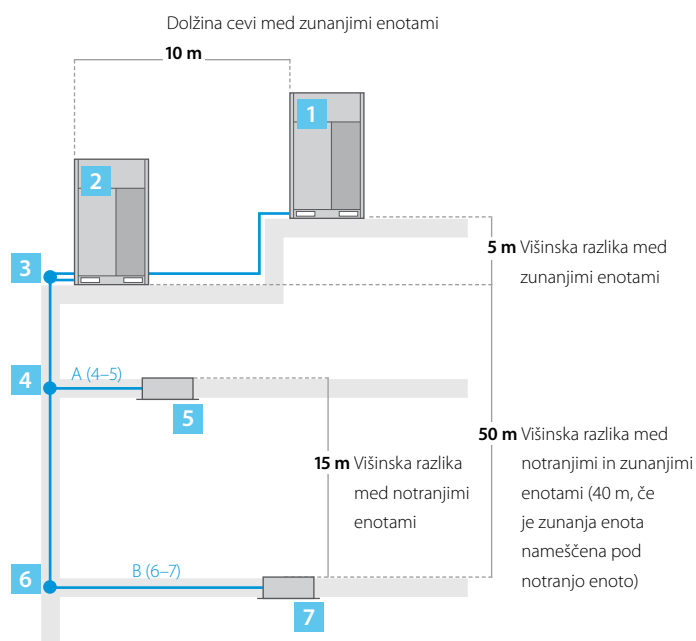 Dolžina cevi med zunanjimi enotami
10 m
1
2
3
5 m Višinska razlika med
zunanjimi enotami
4
A (4–5)
5
50 m Višinska razlika med
notranjimi in zunanjimi
enotami (40 m, če
je zunanja enota
nameščena pod
notranjo enoto)
15 m Višinska razlika
med notranjimi
enotami
6
B (6–7)
7